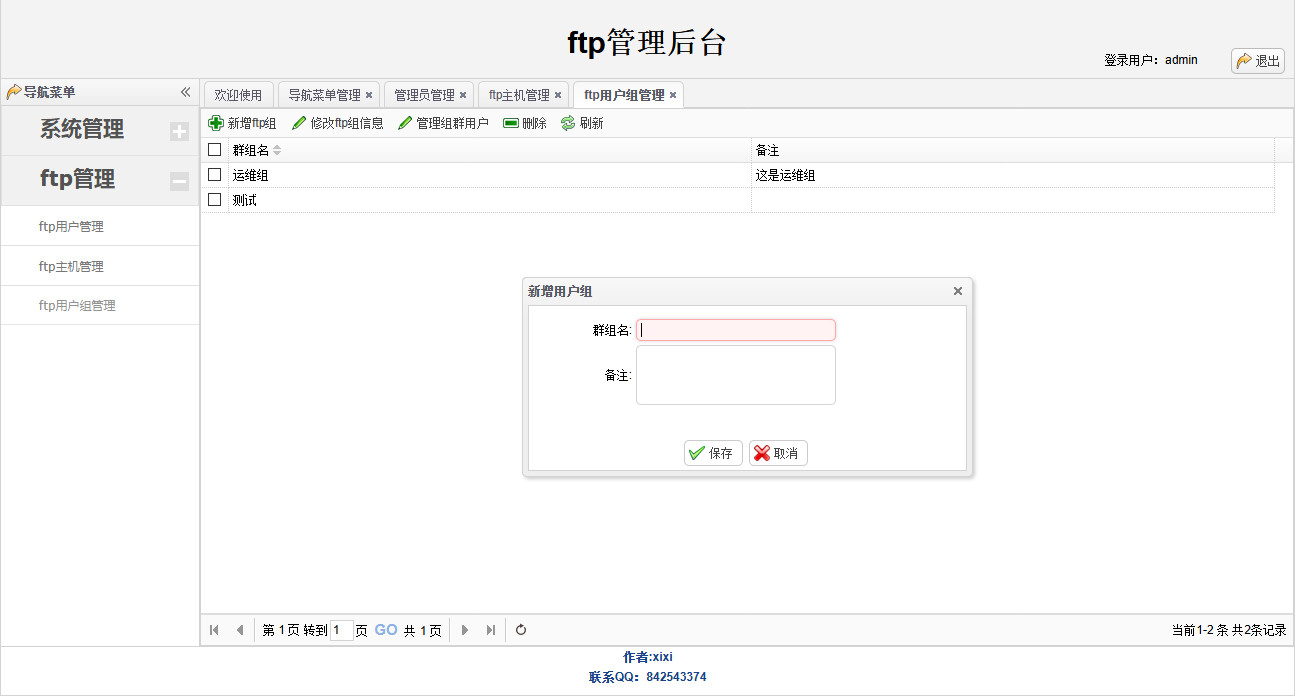 ftp管理后台
登录用户：admin
退出
导航菜单
欢迎使用 导航菜单管理 管理员管理 ftp主机管理 ftp用户组管理
系统管理
ftp管理
ftp用户管理
ftp主机管理
ftp用户组管理
新增ftp组 修改ftp组信息 管理组群用户 删除 刷新
群组名 备注
运维组 这是运维组
测试
新增用户组
群组名:
备注:
保存 取消
第 1页 转到 1 页 GO 共 1页
当前1-2 条 共2条记录
作者:xixi
联系QQ：842543374